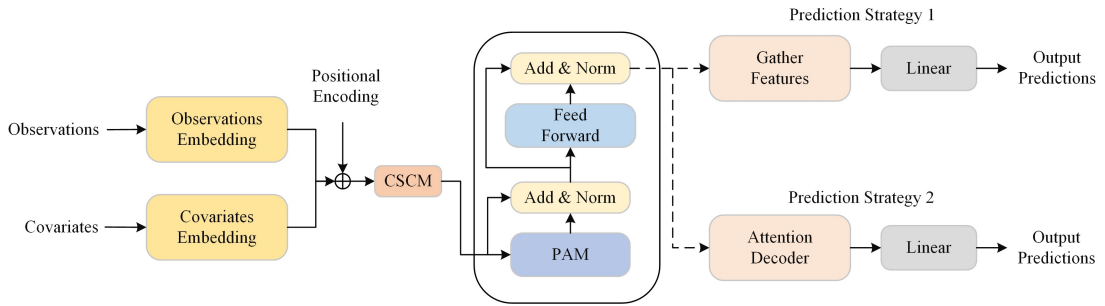 Observations
Covariates
Observations
Embedding
Covariates
Embedding
Positional
Encoding
CSCM
Add & Norm
Feed
Forward
Add & Norm
PAM
Prediction Strategy 1
Gather
Features
Linear
Output
Predictions
Prediction Strategy 2
Attention
Decoder
Linear
Output
Predictions